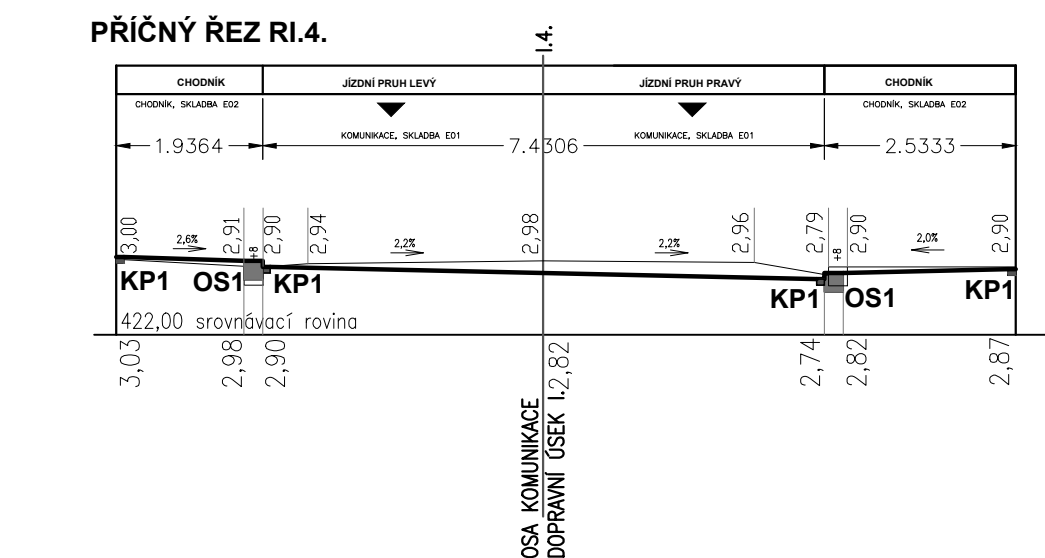 PŘÍČNÝ ŘEZ RI.4.
I.4.
CHODNÍK
JÍZDNÍ PRUH LEVÝ
JÍZDNÍ PRUH PRAVÝ
CHODNÍK
CHODNÍK, SKLADBA E02
KOMUNIKACE, SKLADBA E01
KOMUNIKACE, SKLADBA E01
CHODNÍK, SKLADBA E02
1.9364
7.4306
2.5333
3,00
2,91
2,90
2,94
2,98
2,96
2,79
2,90
2,90
2,6%
+8
2,2%
2,2%
+8
2,0%
KP1
OS1
KP1
KP1
OS1
KP1
422,00 srovnávací rovina
3,03
2,98
2,90
2,82
2,74
2,82
2,87
OSA KOMUNIKACE
DOPRAVNÍ ÚSEK I.